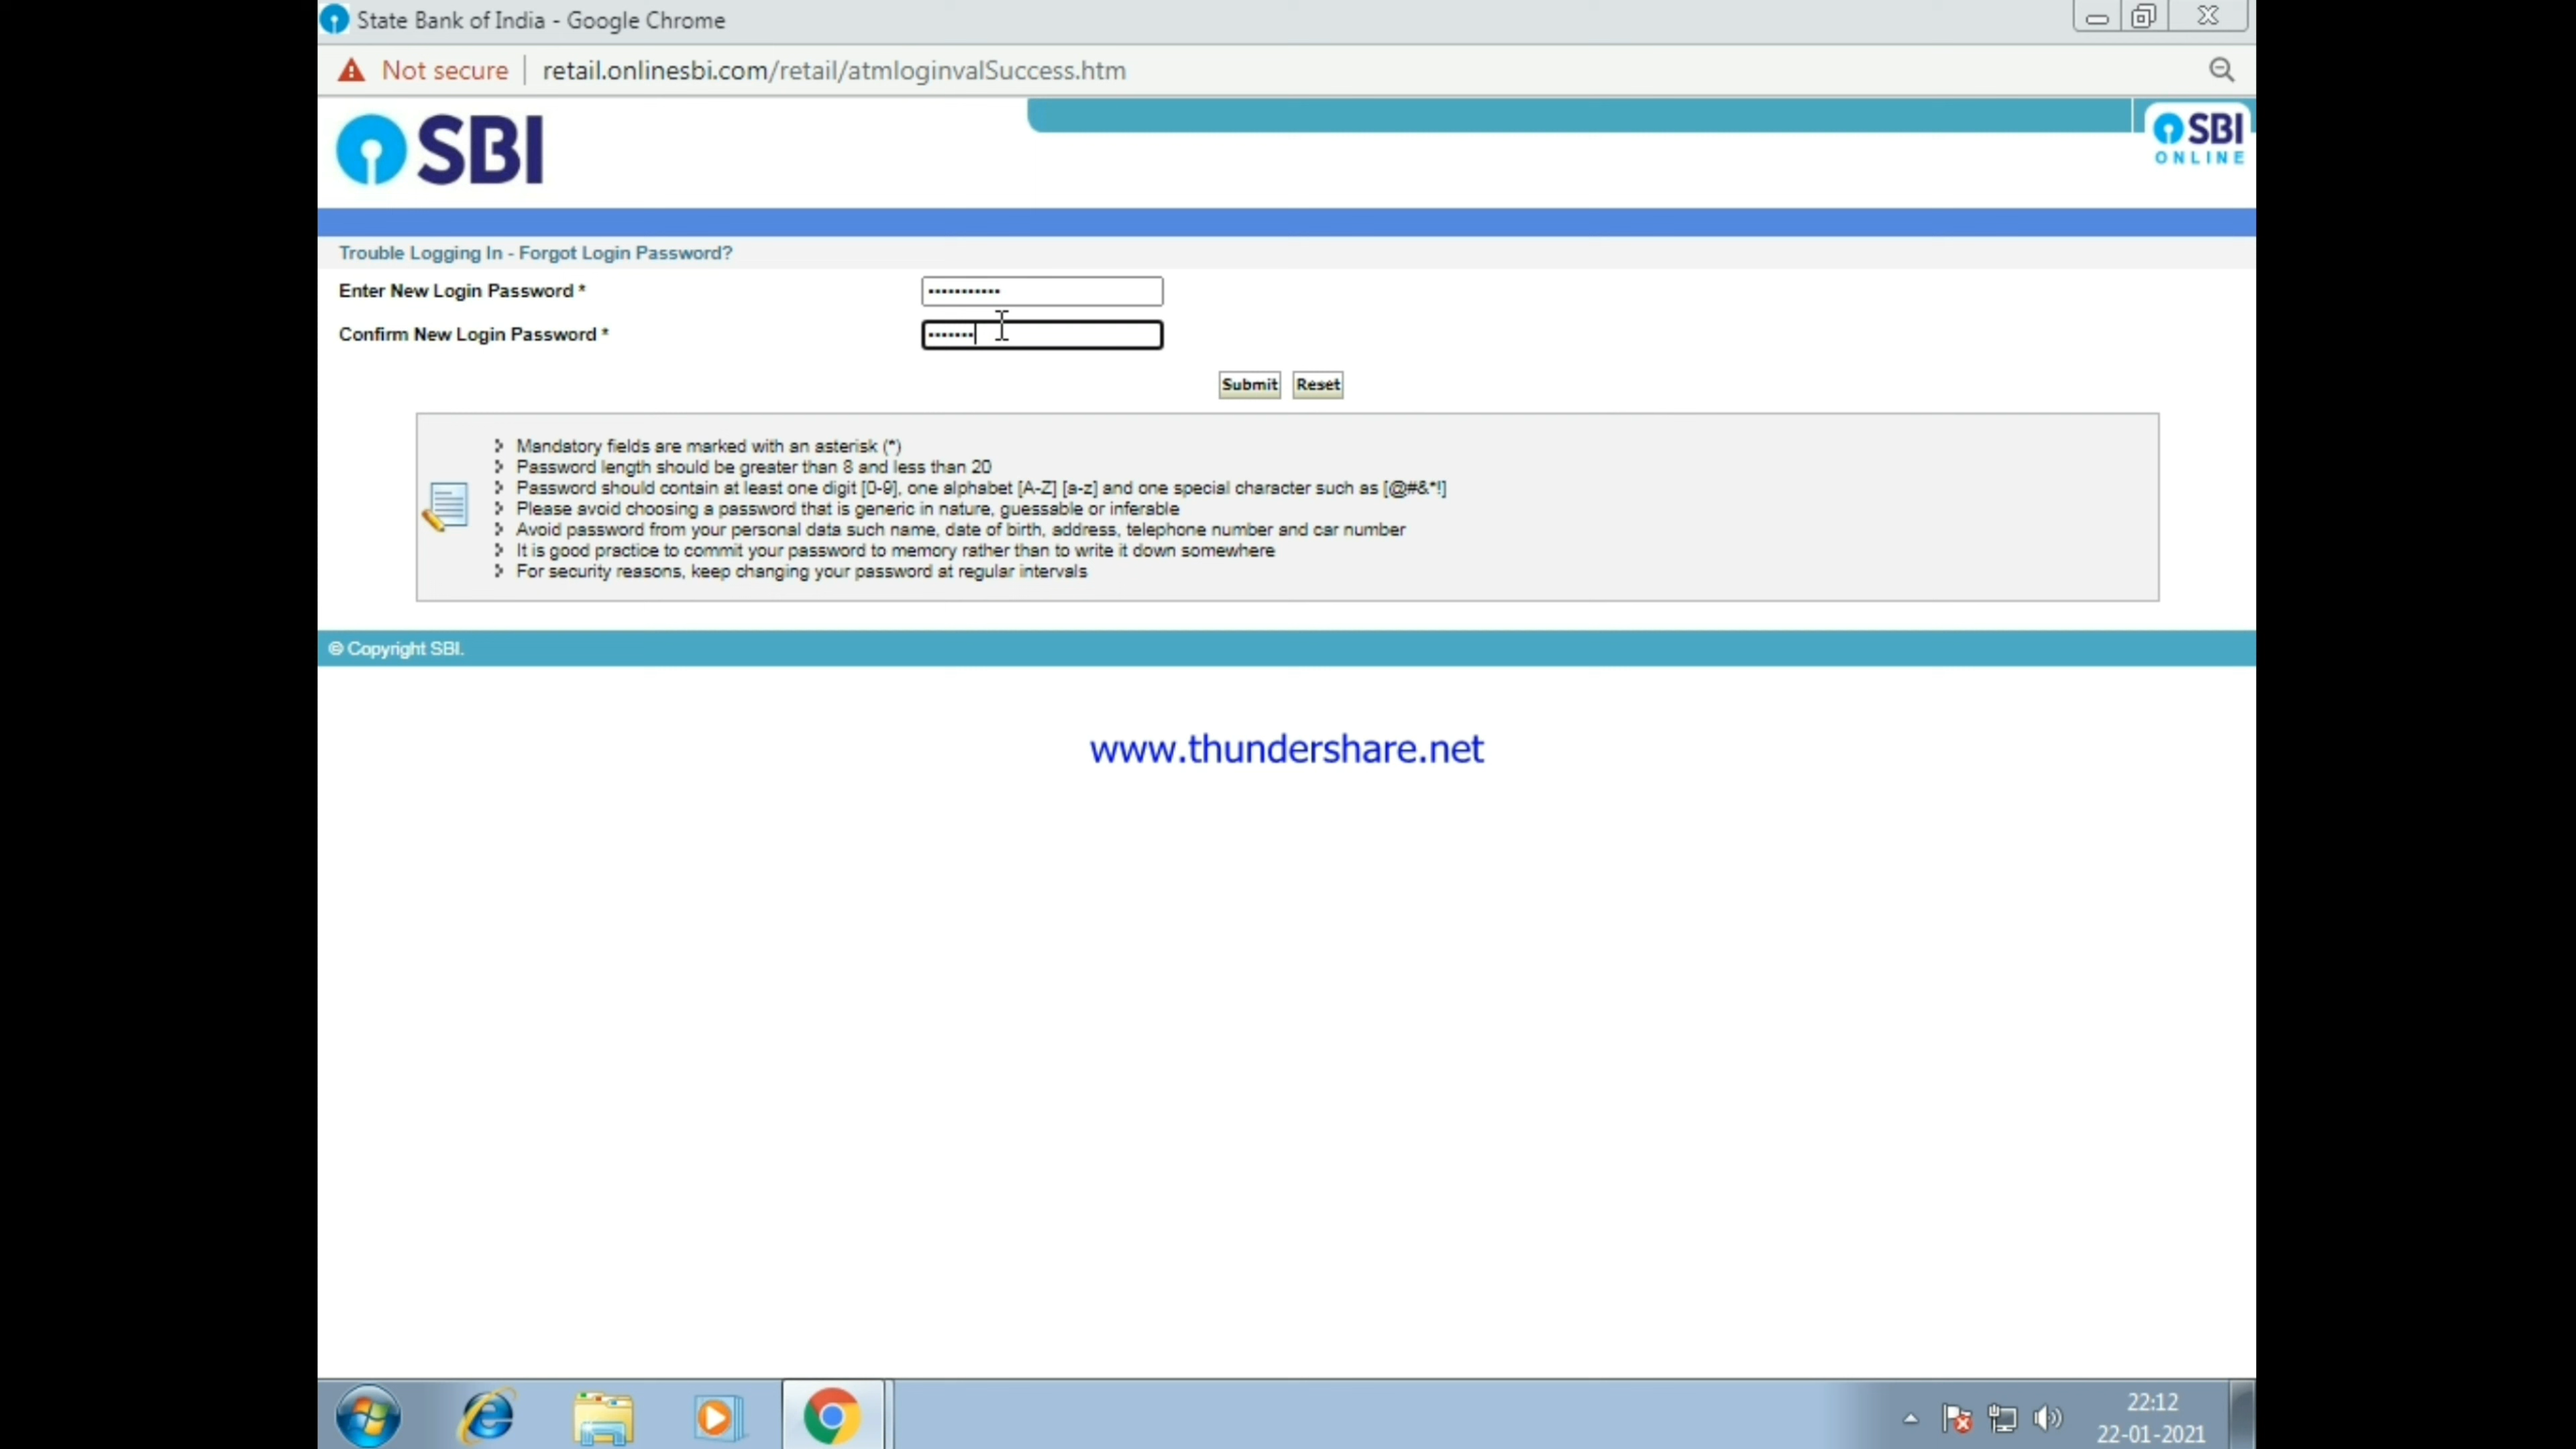 State Bank of India - Google Chrome
Not secure | retail.onlinesbi.com/retail/atmloginvalSuccess.htm
SBI
SBI
ONLINE
Trouble Logging In - Forgot Login Password?
Enter New Login Password *
Confirm New Login Password *
Submit Reset
Mandatory fields are marked with an asterisk (*)
Password length should be greater than 8 and less than 20
Password should contain at least one digit [0-9], one alphabet [A-Z] [a-z] and one special character such as [@#&*!]
Please avoid choosing a password that is generic in nature, guessable or inferable
Avoid password from your personal data such name, date of birth, address, telephone number and car number
It is good practice to commit your password to memory rather than to write it down somewhere
For security reasons, keep changing your password at regular intervals
© Copyright SBI.
www.thundershare.net
22:12
22-01-2021